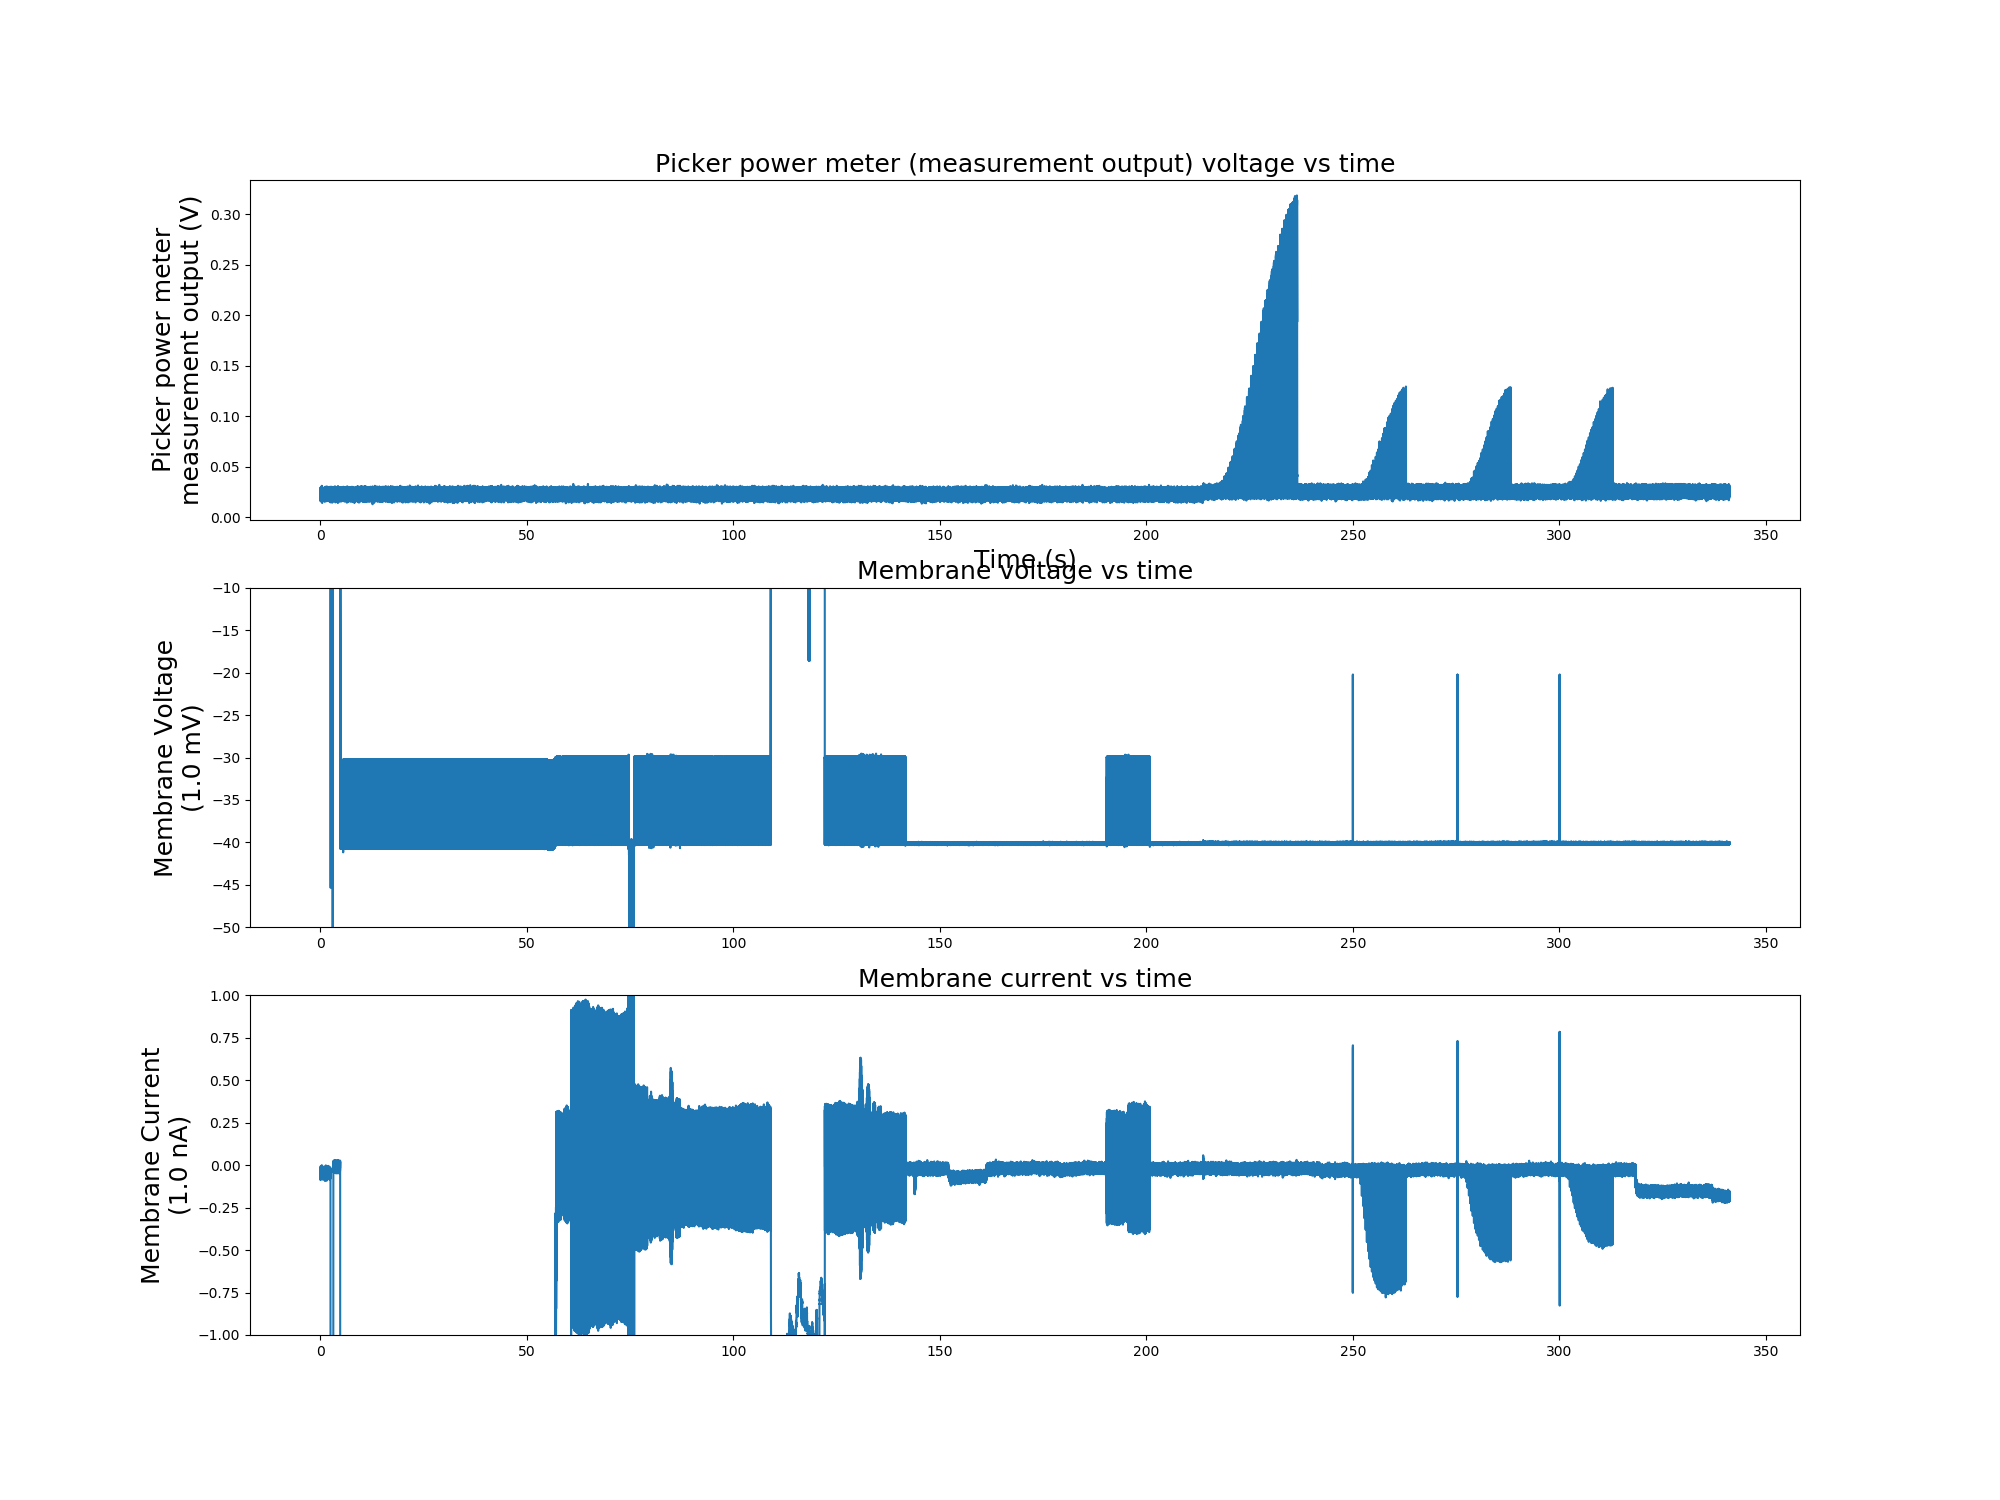 Picker power meter (measurement output) voltage vs time
Picker power meter
measurement output (V)
0.30
0.25
0.20
0.15
0.10
0.05
0.00
0 50 100 150 200 250 300 350
Time (s)
Membrane voltage vs time
Membrane Voltage
(1.0 mV)
−10
−15
−20
−25
−30
−35
−40
−45
−50
0 50 100 150 200 250 300 350
Membrane current vs time
Membrane Current
(1.0 nA)
1.00
0.75
0.50
0.25
0.00
−0.25
−0.50
−0.75
−1.00
0 50 100 150 200 250 300 350